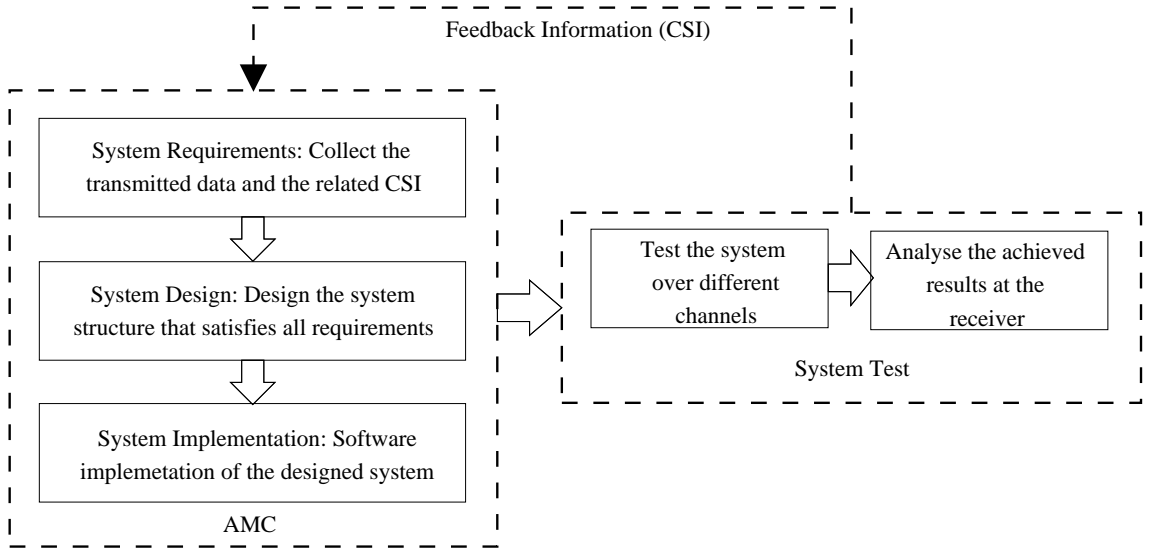 Feedback Information (CSI)
System Requirements: Collect the
transmitted data and the related CSI
System Design: Design the system
structure that satisfies all requirements
System Implementation: Software
implemetation of the designed system
AMC
Test the system
over different
channels
Analyse the achieved
results at the
receiver
System Test